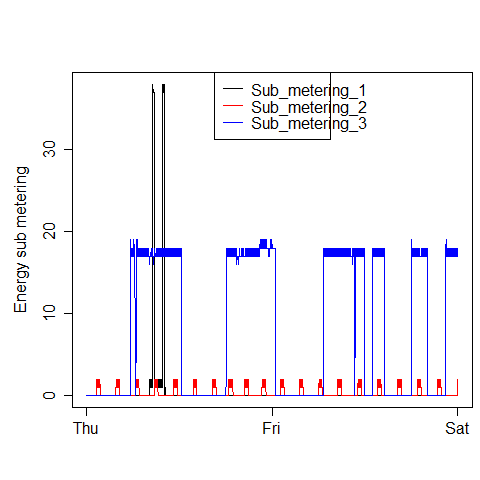 Sub_metering_1
Sub_metering_2
Sub_metering_3
Energy sub metering
30
20
10
0
Thu Fri Sat